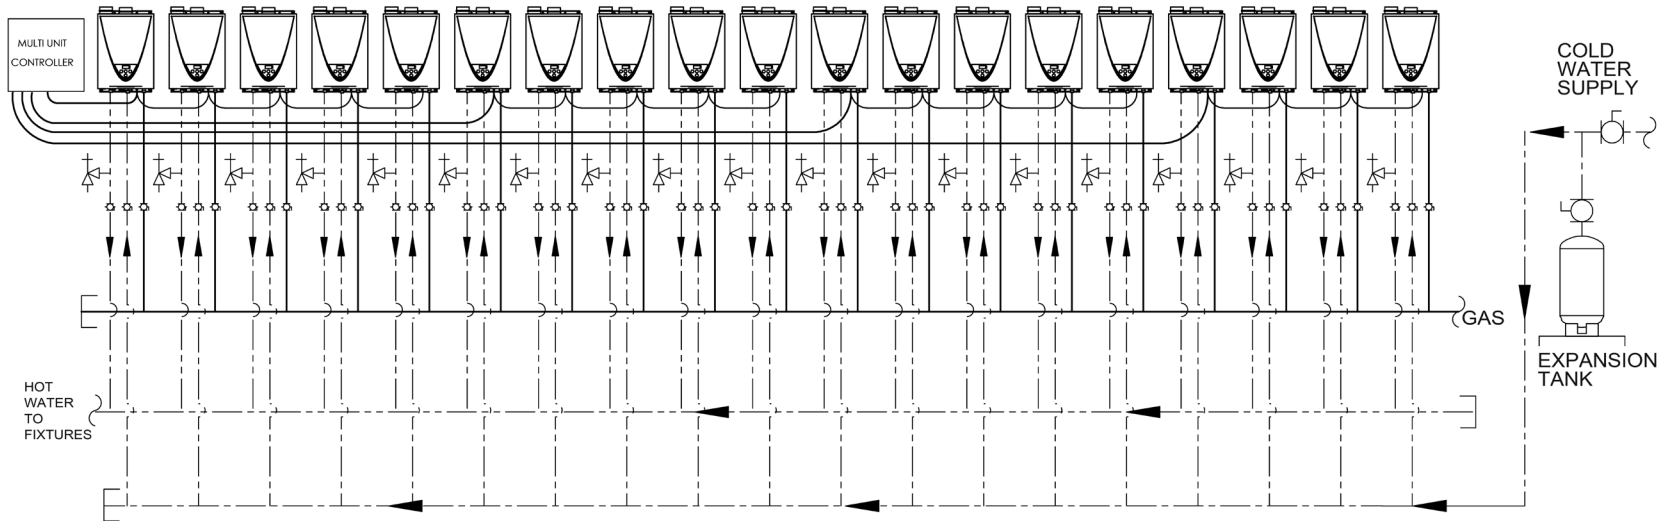 MULTI UNIT
CONTROLLER
COLD
WATER
SUPPLY
GAS
EXPANSION
TANK
HOT
WATER
TO
FIXTURES